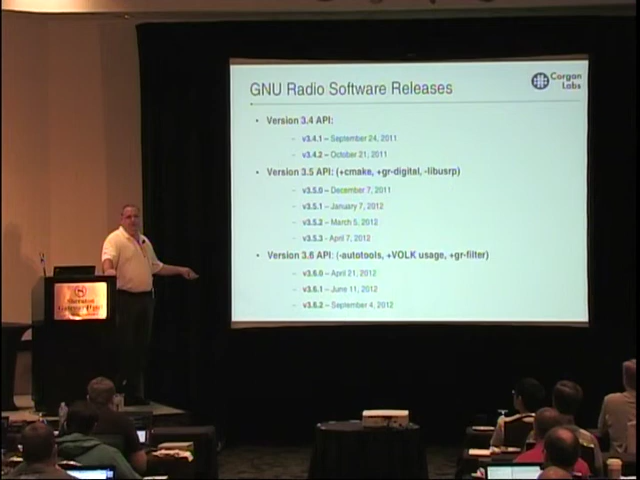 GNU Radio Software Releases
Corgan
Labs
• Version 3.4 API:
– v3.4.1 – September 24, 2011
– v3.4.2 – October 21, 2011
• Version 3.5 API: (+cmake, +gr-digital, -libusrp)
– v3.5.0 – December 7, 2011
– v3.5.1 – January 7, 2012
– v3.5.2 – March 5, 2012
– v3.5.3 - April 7, 2012
• Version 3.6 API: (-autotools, +VOLK usage, +gr-filter)
– v3.6.0 – April 21, 2012
– v3.6.1 – June 11, 2012
– v3.6.2 – September 4, 2012
Sheraton